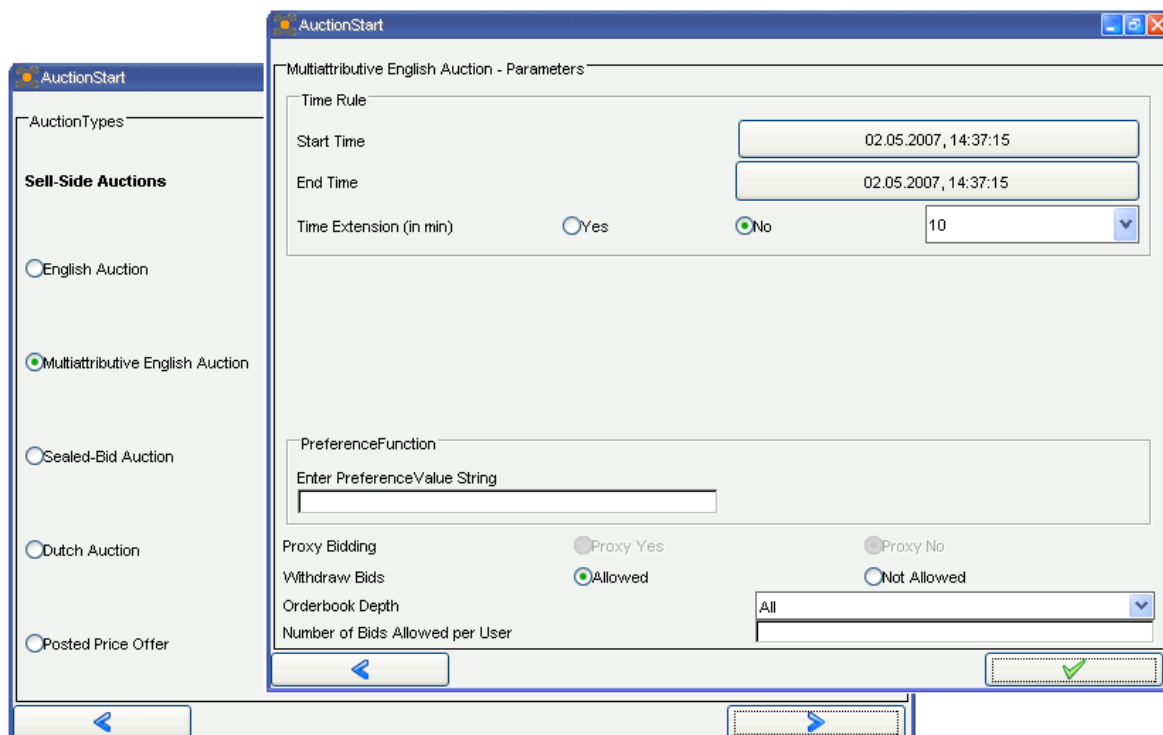 AuctionStart
AuctionTypes
Sell-Side Auctions
English Auction
Multiattributive English Auction
Sealed-Bid Auction
Dutch Auction
Posted Price Offer
AuctionStart
Multiattributive English Auction - Parameters
Time Rule
Start Time 02.05.2007, 14:37:15
End Time 02.05.2007, 14:37:15
Time Extension (in min) Yes No 10
PreferenceFunction
Enter PreferenceValue String
Proxy Bidding Proxy Yes Proxy No
Withdraw Bids Allowed Not Allowed
Orderbook Depth All
Number of Bids Allowed per User